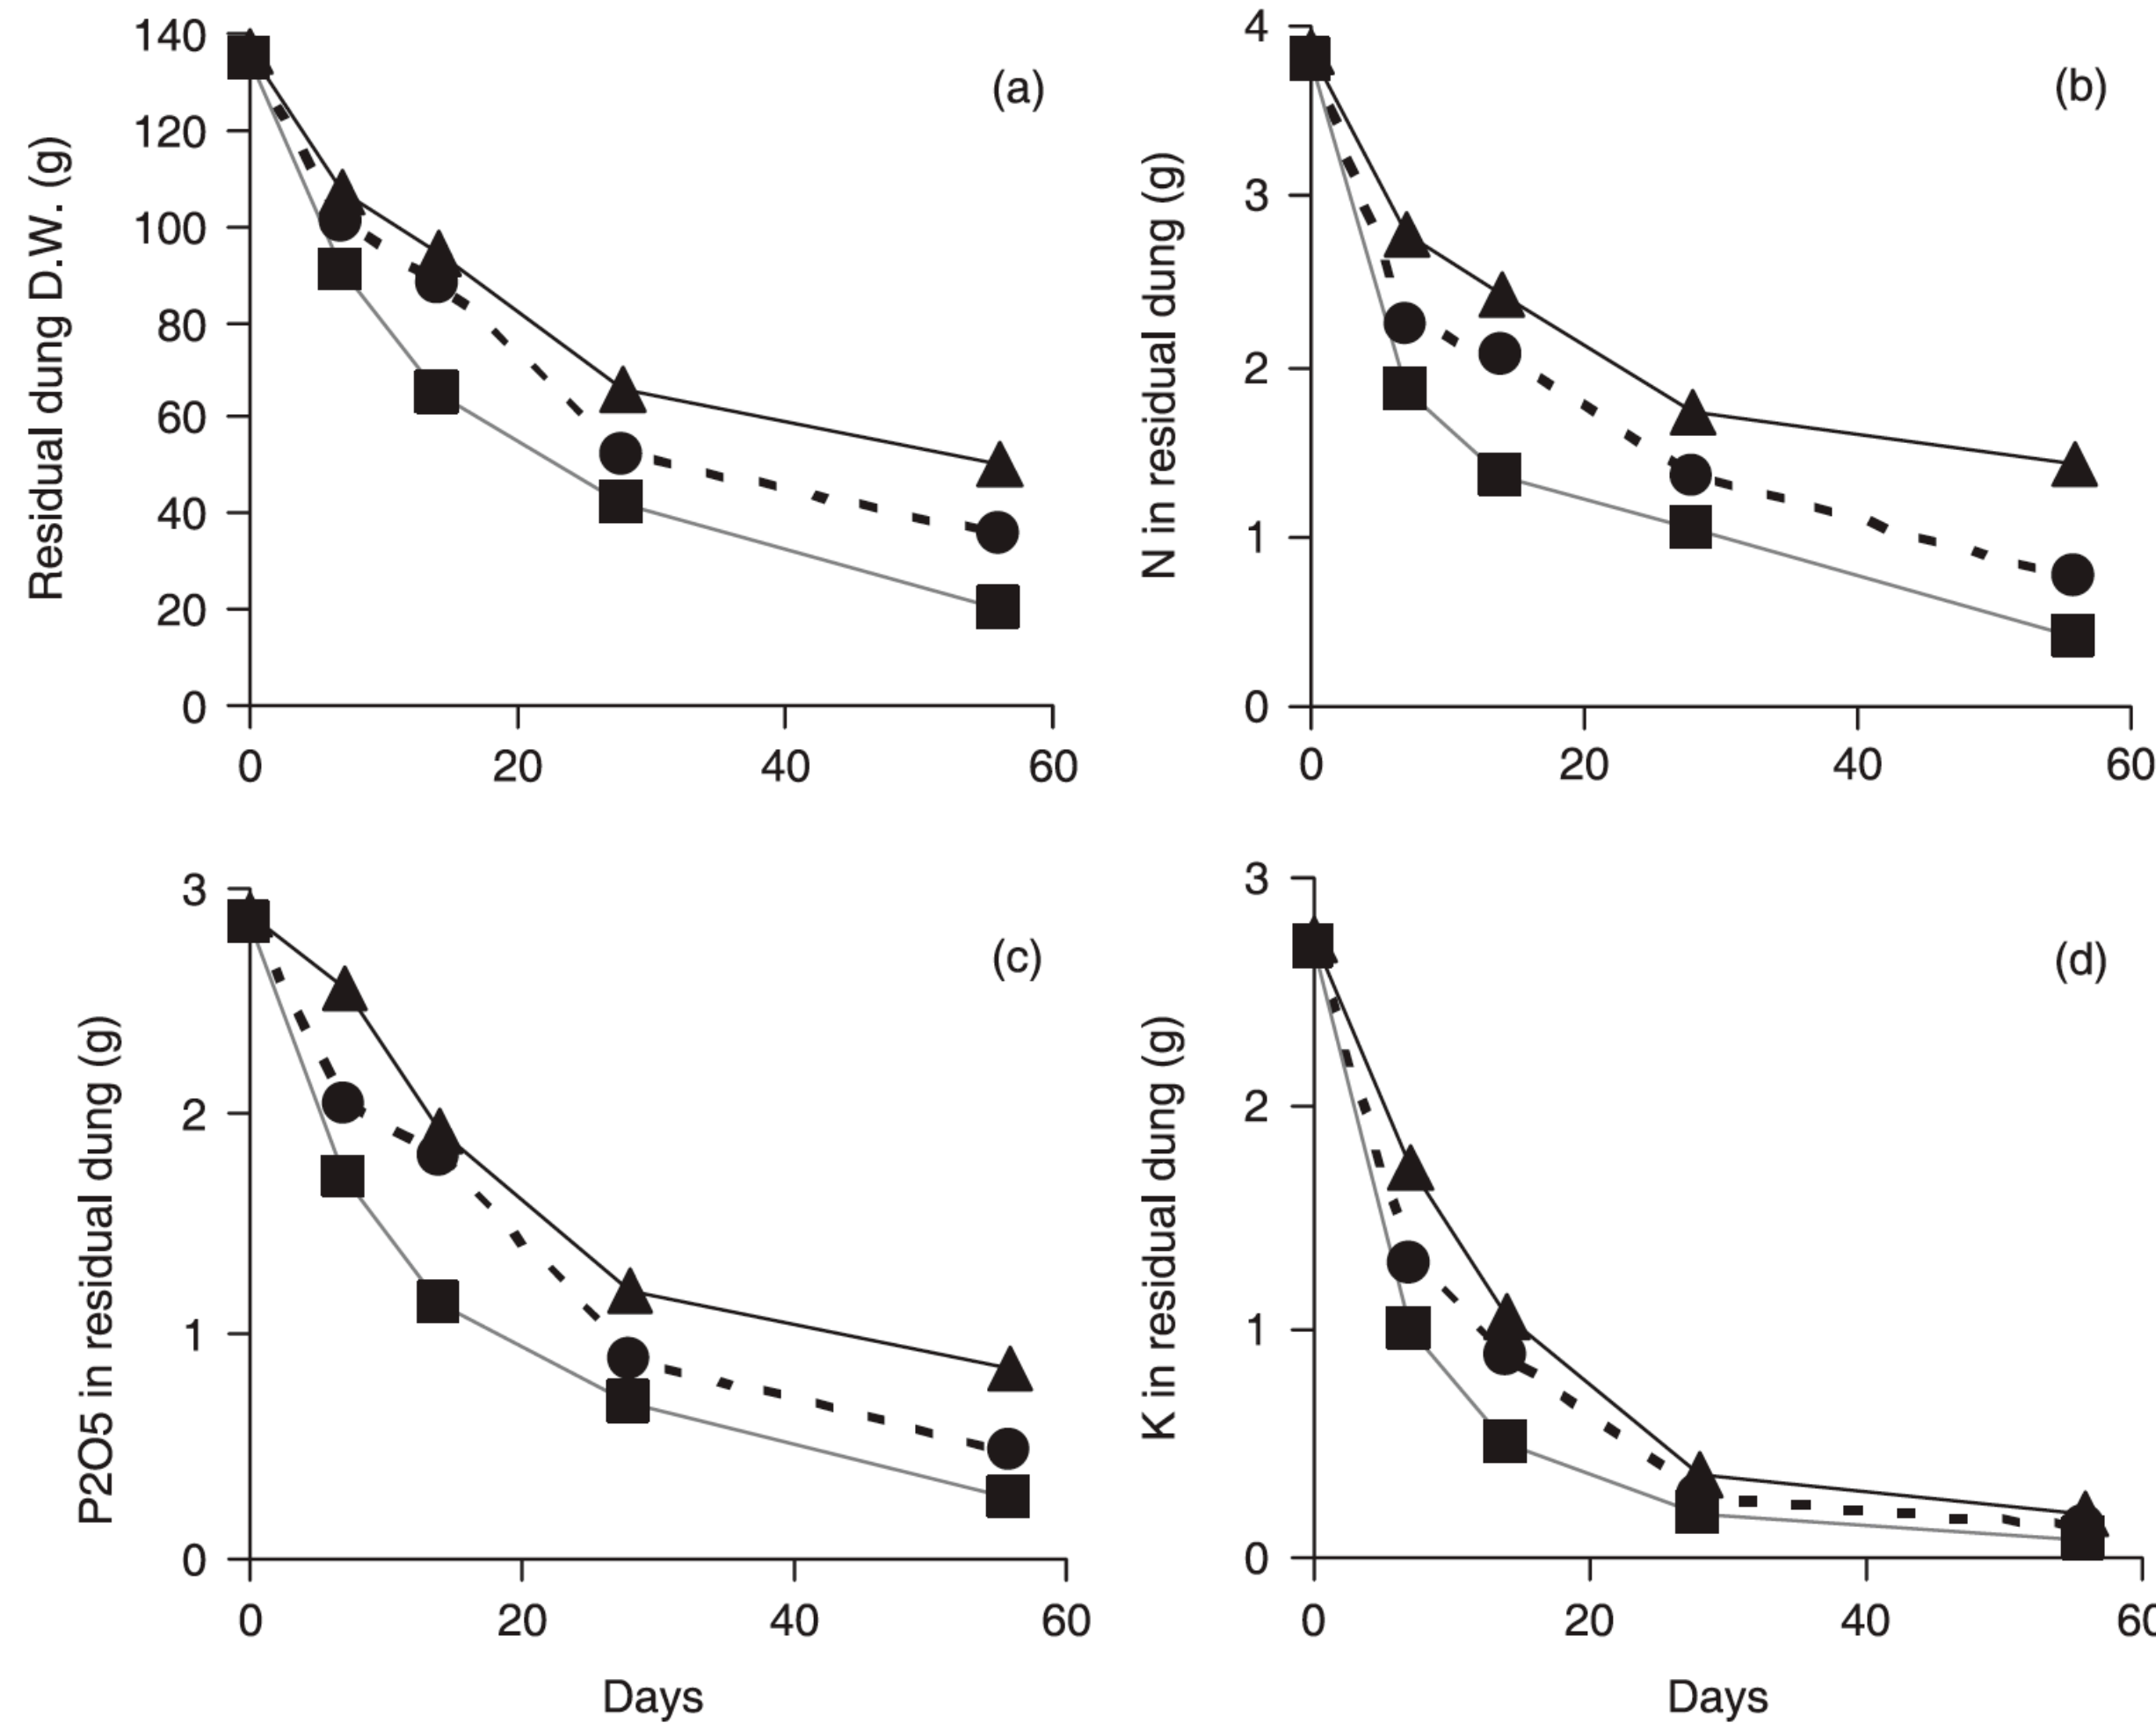 Residual dung D.W. (g)
140
120
100
80
60
40
20
0
(a)
0 20 40 60
N in residual dung (g)
4
3
2
1
0
(b)
0 20 40 60
P2O5 in residual dung (g)
3
2
1
0
(c)
0 20 40 60
Days
K in residual dung (g)
3
2
1
0
(d)
0 20 40 60
Days